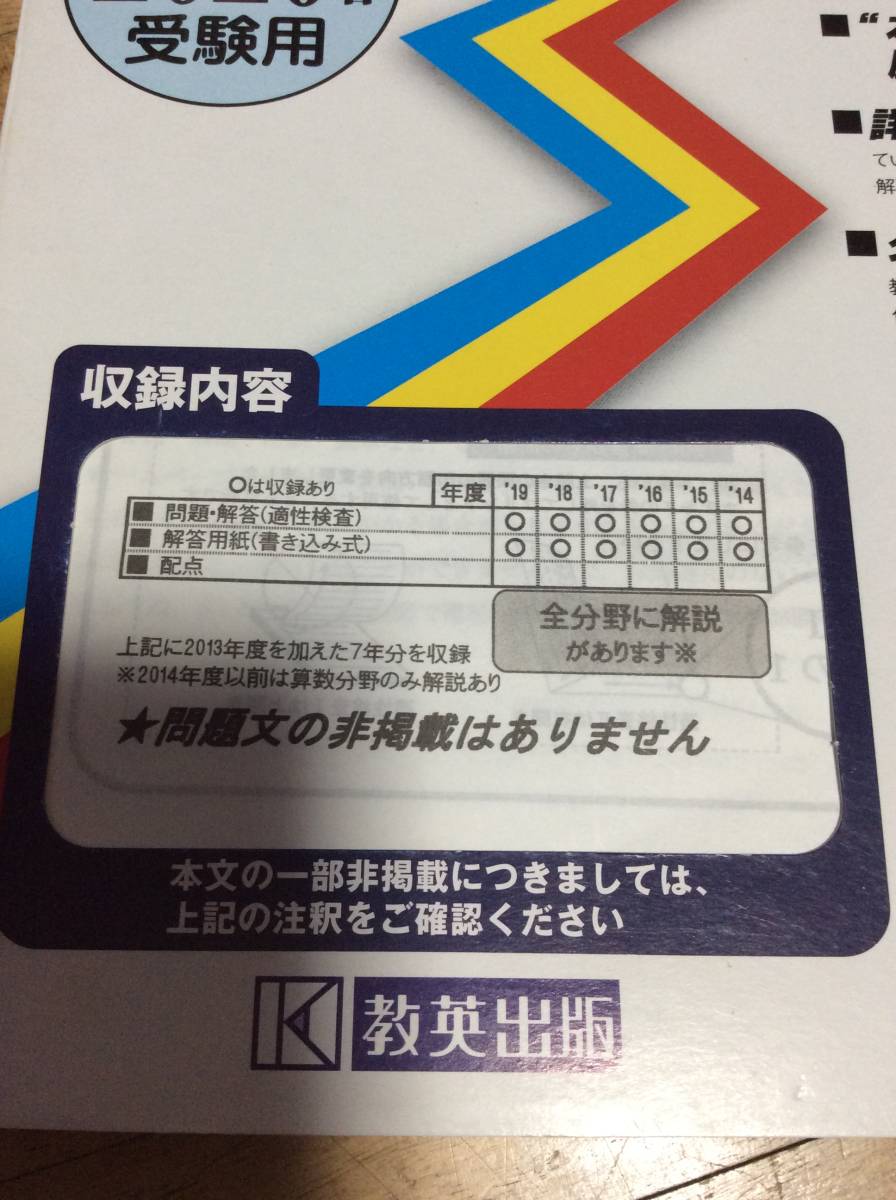 受験用
■“
■詳
てい
解
■
収録内容
○は収録あり 年度 '19 '18 '17 '16 '15 '14
■ 問題・解答(適性検査) ○ ○ ○ ○ ○ ○
■ 解答用紙(書き込み式) ○ ○ ○ ○ ○ ○
■ 配点
全分野に解説
があります※
上記に2013年度を加えた7年分を収録
※2014年度以前は算数分野のみ解説あり
★問題文の非掲載はありません
本文の一部非掲載につきましては、
上記の注釈をご確認ください
教英出版